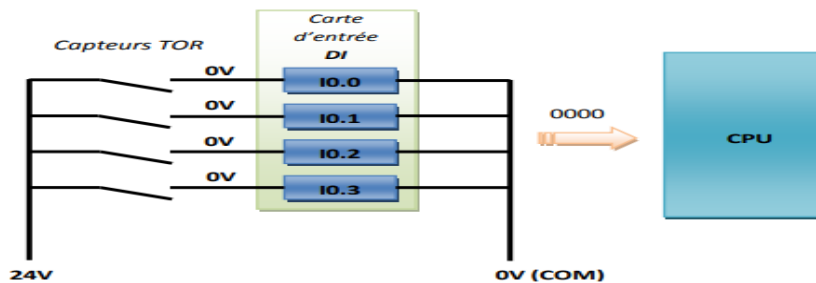 Capteurs TOR
Carte
d'entrée
DI
0V
I0.0
0V
I0.1
0V
I0.2
0V
I0.3
0000
CPU
24V
0V (COM)